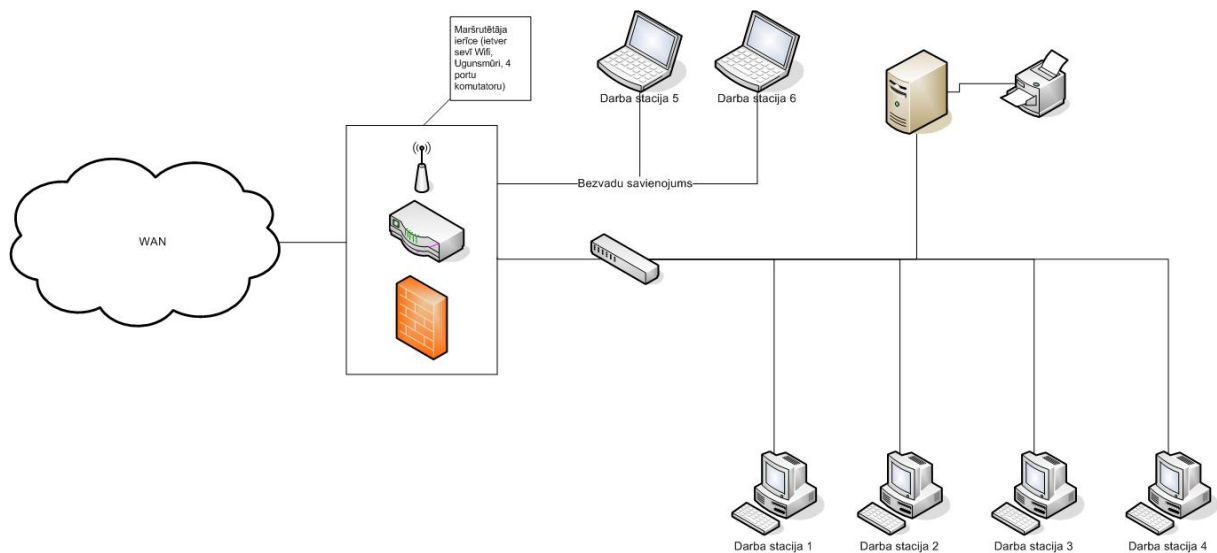 Maršrutētāja
ierīce (ietver
sevī Wifi,
Ugunsmūri, 4
portu
komutatoru)
Darba stacija 5
Darba stacija 6
Bezvadu savienojums
WAN
Darba stacija 1
Darba stacija 2
Darba stacija 3
Darba stacija 4